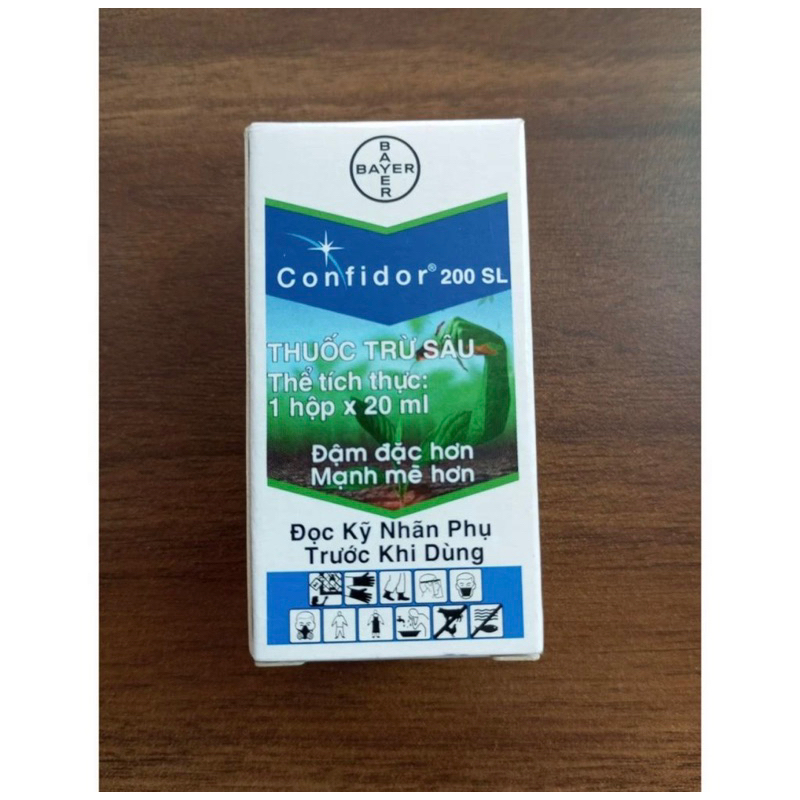 BAYER
BAYER
Confidor® 200 SL
THUỐC TRỪ SÂU
Thể tích thực:
1 hộp x 20 ml
Đậm đặc hơn
Mạnh mẽ hơn
Đọc Kỹ Nhãn Phụ
Trước Khi Dùng